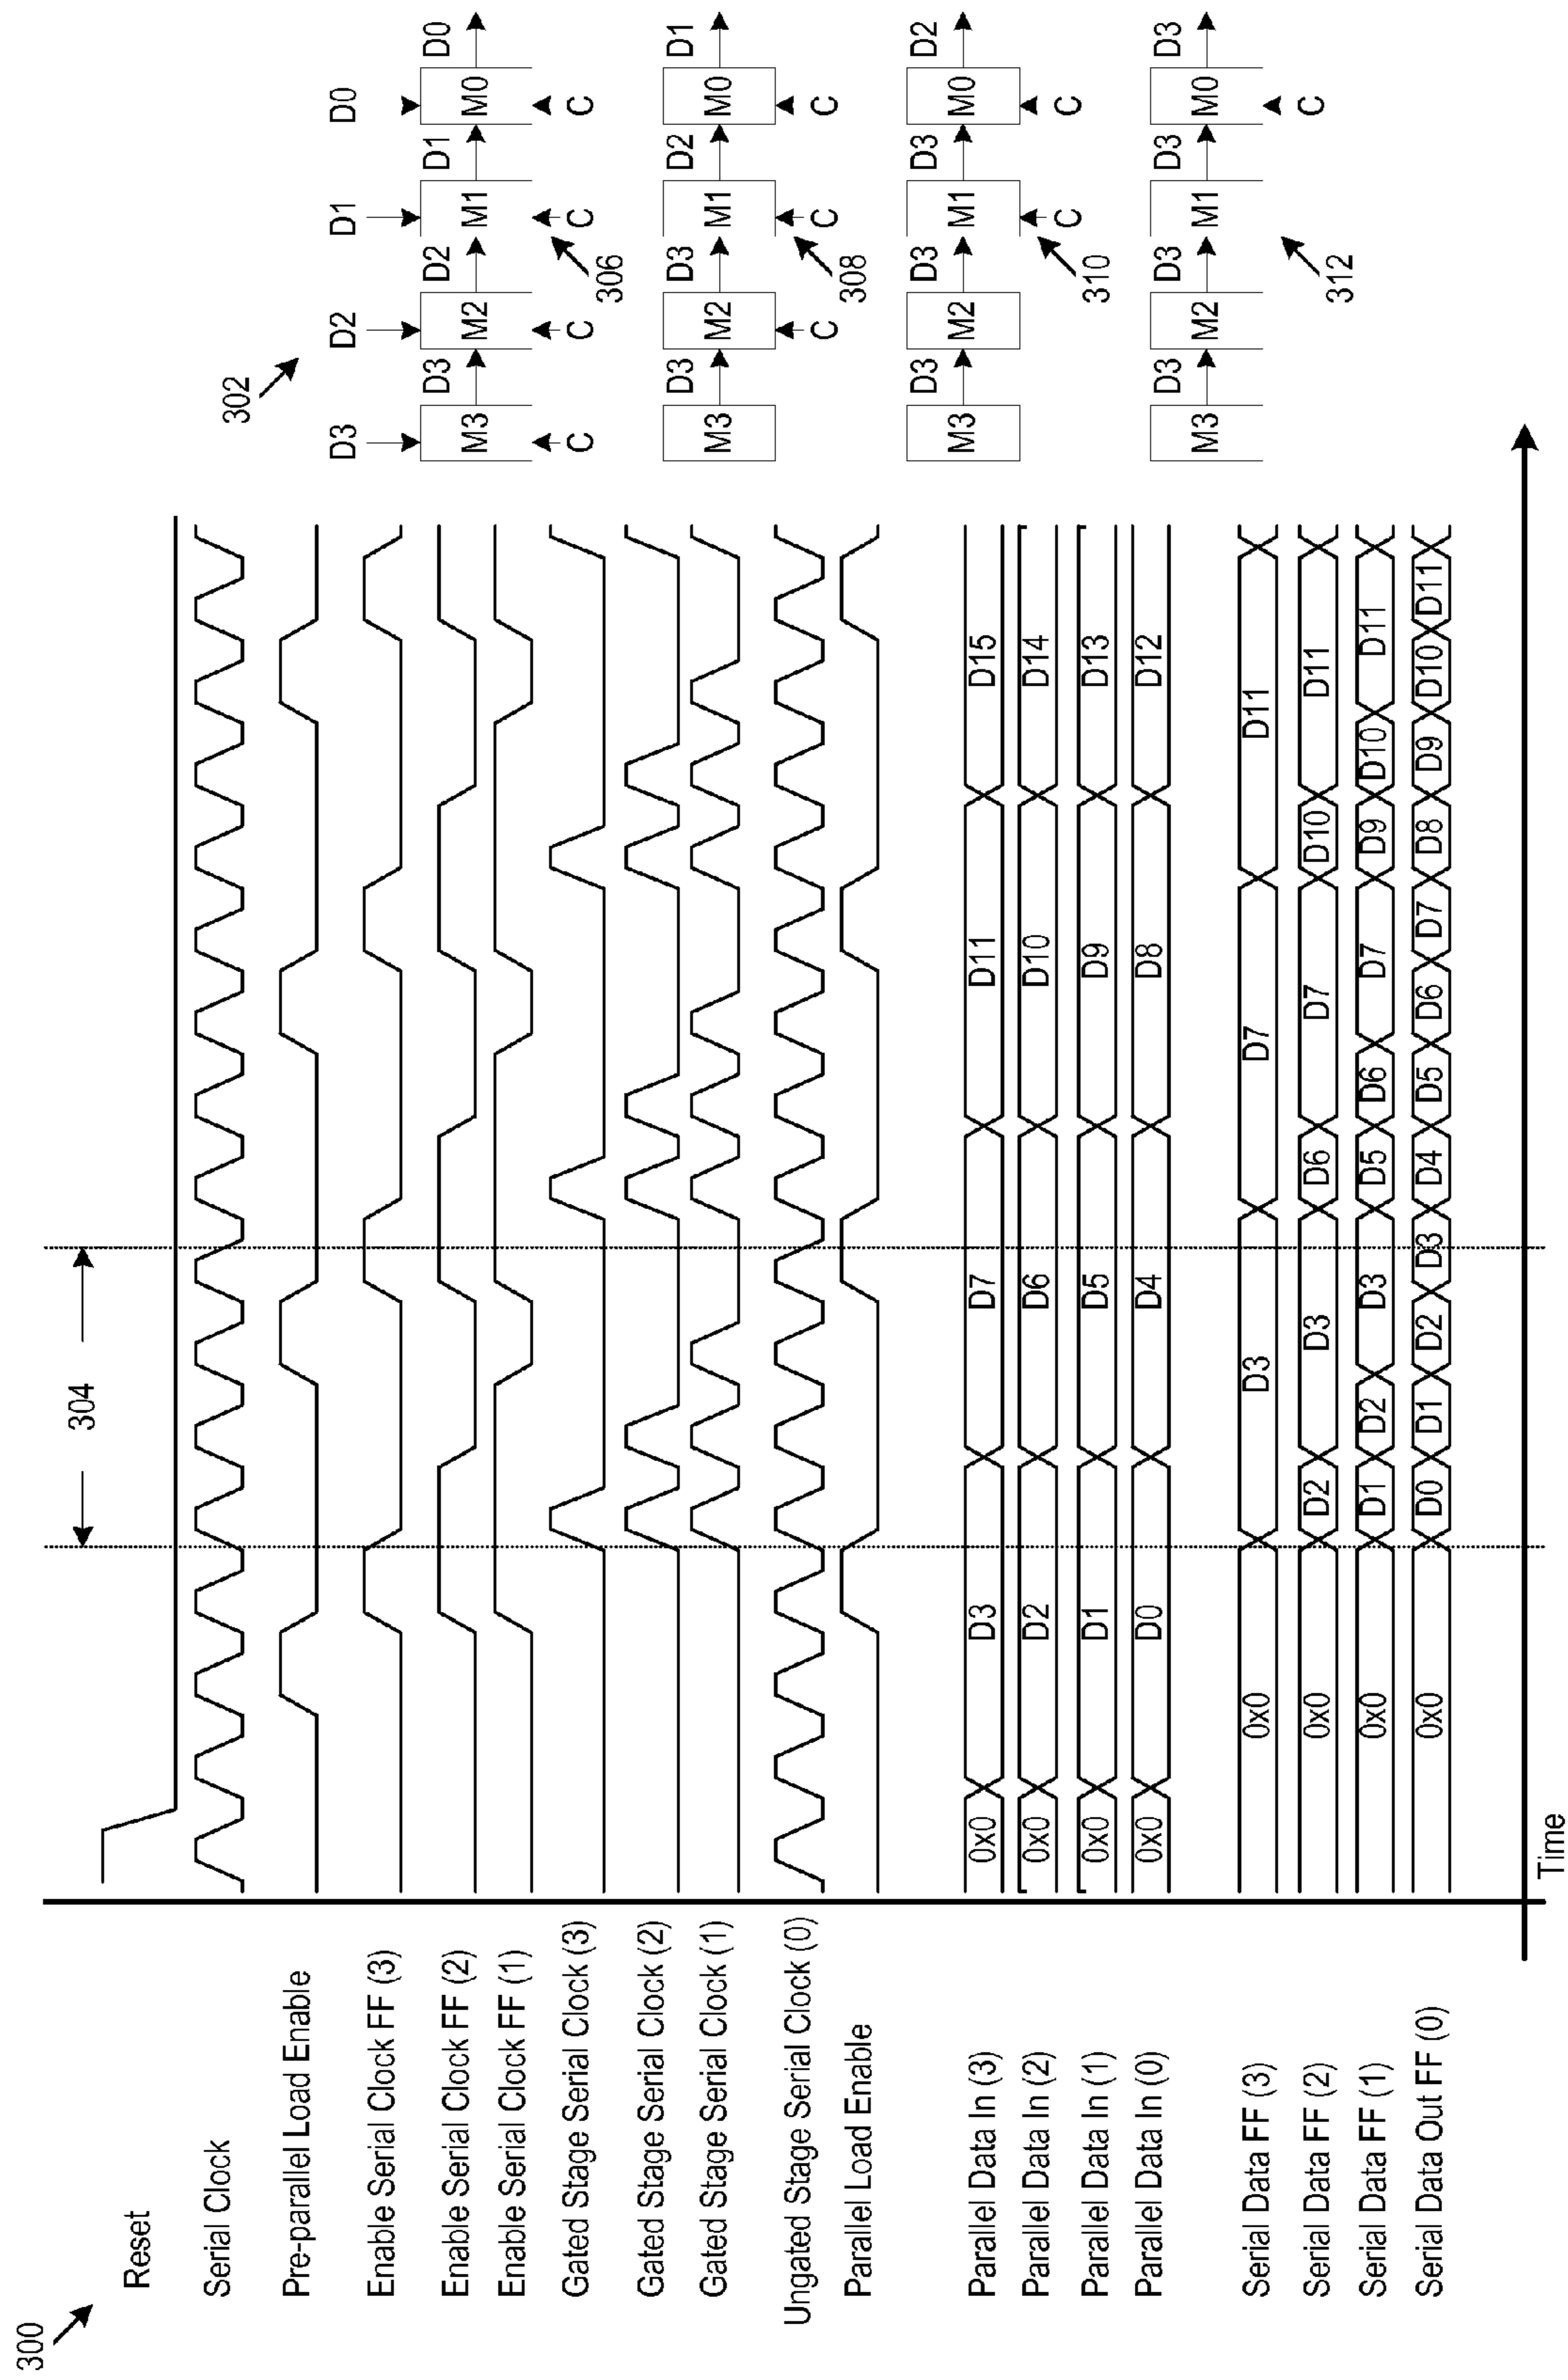 300
Reset
304
Serial Clock
Pre-parallel Load Enable
Enable Serial Clock FF (3)
Enable Serial Clock FF (2)
Enable Serial Clock FF (1)
Gated Stage Serial Clock (3)
Gated Stage Serial Clock (2)
Gated Stage Serial Clock (1)
Ungated Stage Serial Clock (0)
Parallel Load Enable
Parallel Data In (3) 0x0 D3 D7 D11 D15
Parallel Data In (2) 0x0 D2 D6 D10 D14
Parallel Data In (1) 0x0 D1 D5 D9 D13
Parallel Data In (0) 0x0 D0 D4 D8 D12
Serial Data FF (3) 0x0 D3 D7 D11
Serial Data FF (2) 0x0 D2 D3 D6 D7 D10 D11
Serial Data FF (1) 0x0 D1 D2 D3 D5 D6 D7 D9 D10 D11
Serial Data Out FF (0) 0x0 D0 D1 D2 D3 D4 D5 D6 D7 D8 D9 D10 D11
Time
302
D3 D2 D1 D0
D3 D2 D1 D0
M3 M2 M1 M0
C C C C
306
D3 D3 D2 D1
M3 M2 M1 M0
C C C
308
D3 D3 D3 D2
M3 M2 M1 M0
C C
310
D3 D3 D3 D3
M3 M2 M1 M0
C
312